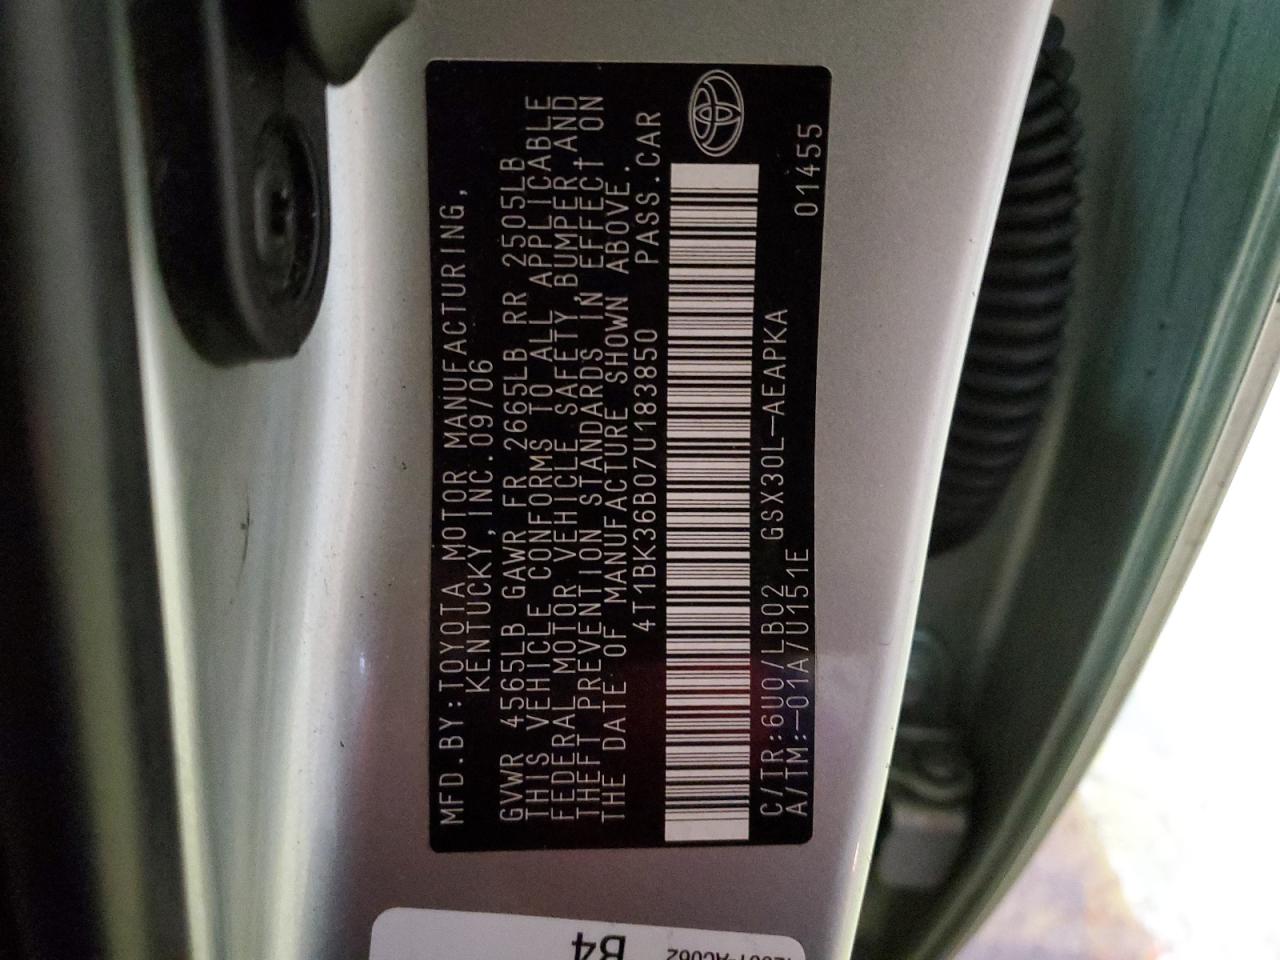 MFD.BY:TOYOTA MOTOR MANUFACTURING,
KENTUCKY,INC.09/06
GVWR 4565LB GAWR FR 2665LB RR 2505LB
THIS VEHICLE CONFORMS TO ALL APPLICABLE
FEDERAL MOTOR VEHICLE SAFETY,BUMPER,AND
THEFT PREVENTION STANDARDS IN EFFECT ON
THE DATE OF MANUFACTURE SHOWN ABOVE.
4T1BK36B07U183850 PASS.CAR
C/TR:6U0/LB02 GSX30L-AEAPKA
A/TM:-01A/U151E 01455
B4